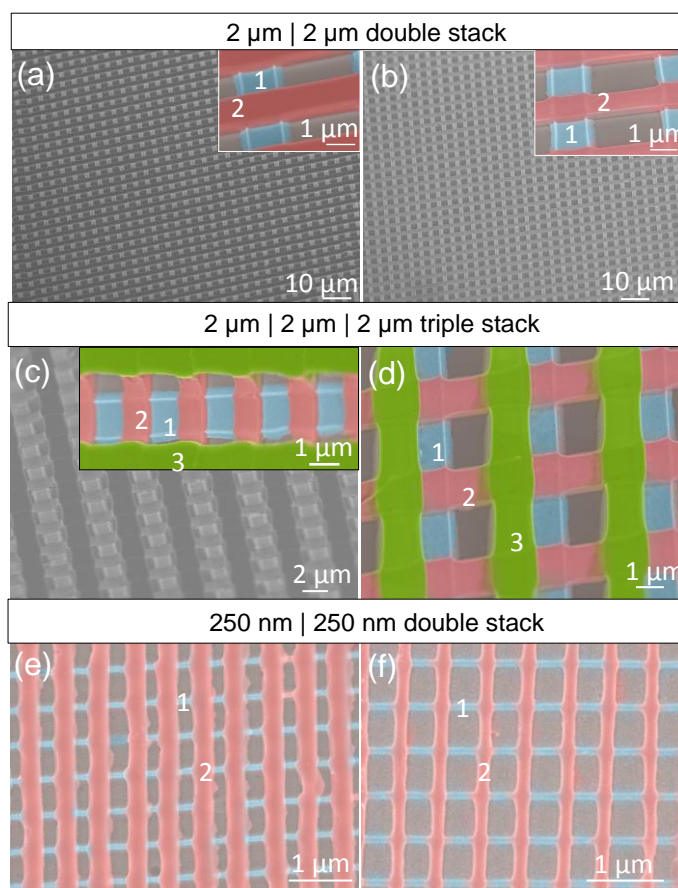 2 µm | 2 µm double stack
(a)
1
2
1 µm
10 µm
(b)
2
1
1 µm
10 µm
2 µm | 2 µm | 2 µm triple stack
(c)
2
1
3
1 µm
2 µm
(d)
1
2
3
1 µm
250 nm | 250 nm double stack
(e)
1
2
1 µm
(f)
1
2
1 µm